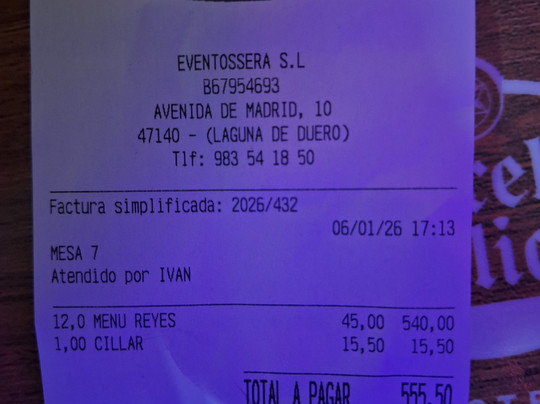 EVENTOSSERA S.L
B67954693
AVENIDA DE MADRID, 10
47140 - (LAGUNA DE DUERO)
Tlf: 983 54 18 50
Factura simplificada: 2026/432
06/01/26 17:13
MESA 7
Atendido por IVAN
12,0 MENU REYES 45,00 540,00
1,00 CILLAR 15,50 15,50
TOTAL A PAGAR 555,50